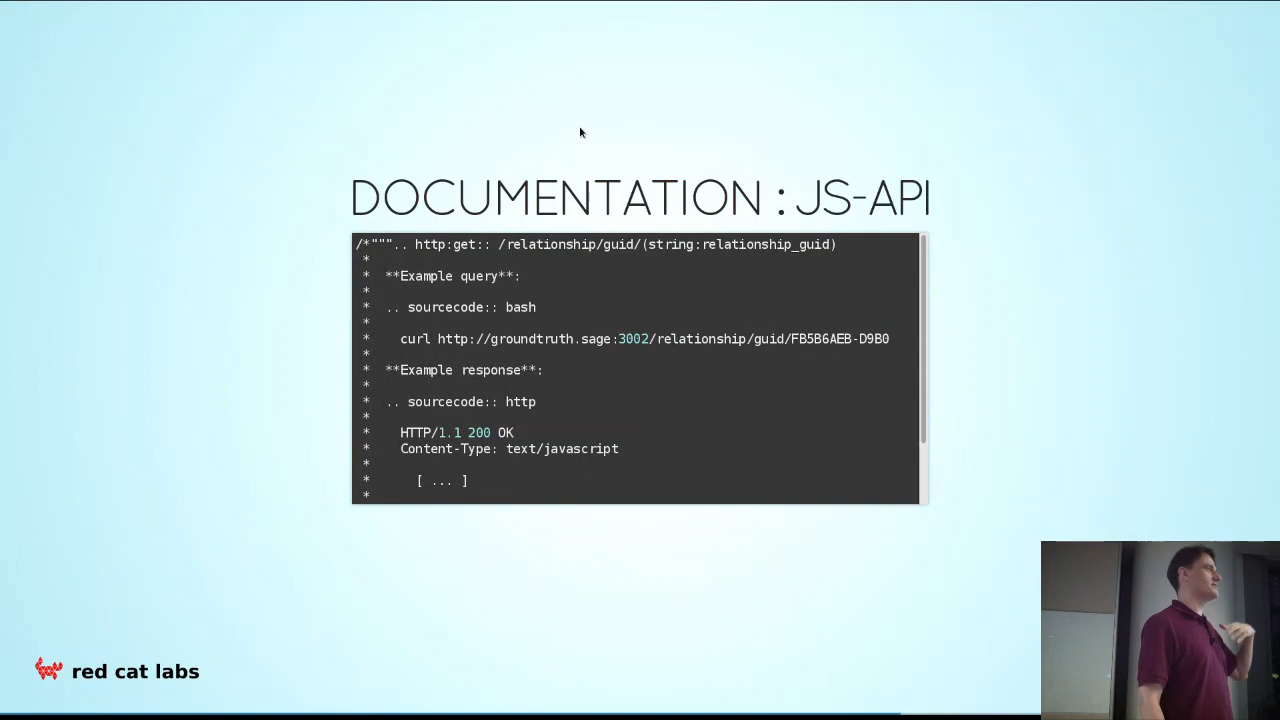 DOCUMENTATION : JS-API
/*""".. http:get:: /relationship/guid/(string:relationship_guid)
*
*  **Example query**:
*
*  .. sourcecode:: bash
*
*    curl http://groundtruth.sage:3002/relationship/guid/FB5B6AEB-D9B0
*
*  **Example response**:
*
*  .. sourcecode:: http
*
*    HTTP/1.1 200 OK
*    Content-Type: text/javascript
*
*      [ ... ]
*
red cat labs